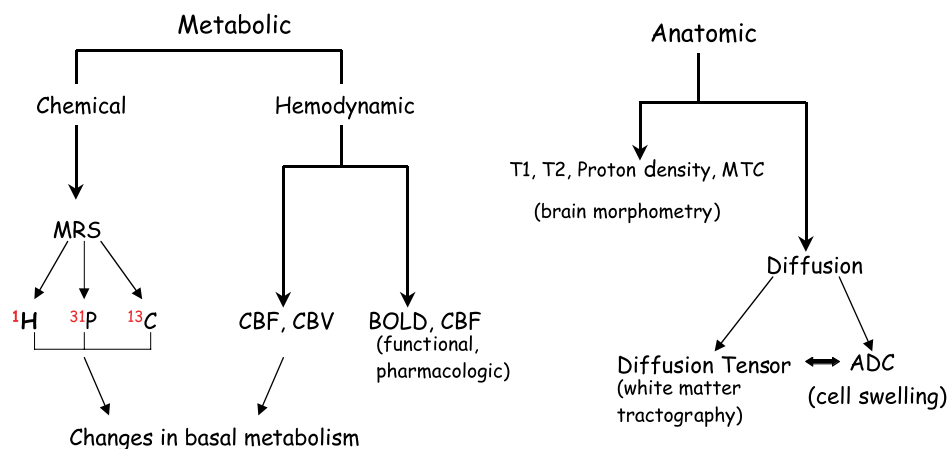 Metabolic
Chemical
Hemodynamic
MRS
1H
31P
13C
CBF, CBV
BOLD, CBF
(functional,
pharmacologic)
Changes in basal metabolism
Anatomic
T1, T2, Proton density, MTC
(brain morphometry)
Diffusion
Diffusion Tensor
(white matter
tractography)
ADC
(cell swelling)